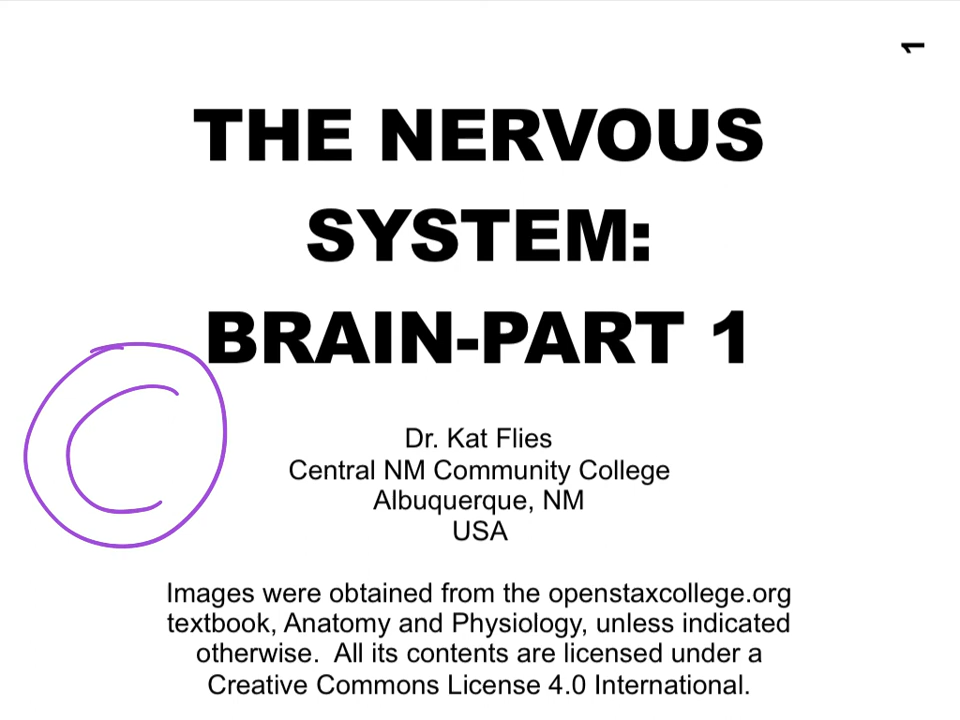 1
THE NERVOUS
SYSTEM:
BRAIN-PART 1
C
Dr. Kat Flies
Central NM Community College
Albuquerque, NM
USA
Images were obtained from the openstaxcollege.org
textbook, Anatomy and Physiology, unless indicated
otherwise.  All its contents are licensed under a
Creative Commons License 4.0 International.